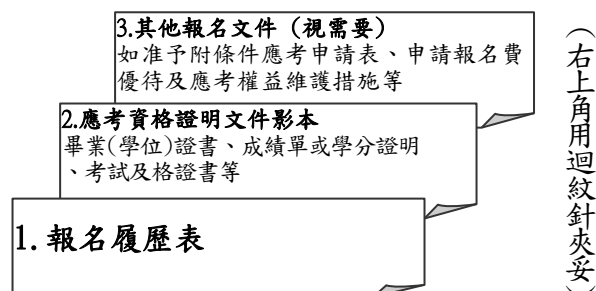 3.其他報名文件（視需要）
如准予附條件應考申請表、申請報名費
優待及應考權益維護措施等
2.應考資格證明文件影本
畢業(學位)證書、成績單或學分證明
、考試及格證書等
1.報名履歷表
（右上角用迴紋針夾妥）